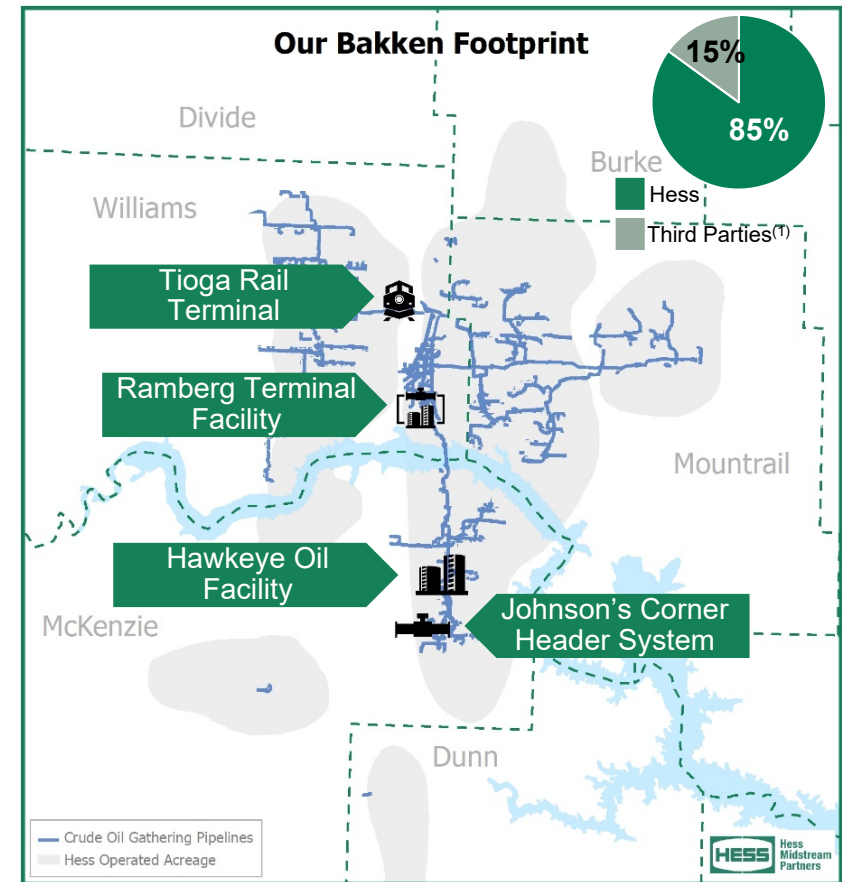 Our Bakken Footprint
15%
85%
Divide
Burke
Hess
Third Parties(1)
Williams
Tioga Rail
Terminal
Ramberg Terminal
Facility
Mountrail
Hawkeye Oil
Facility
Johnson's Corner
Header System
McKenzie
Dunn
Crude Oil Gathering Pipelines
Hess Operated Acreage
HESS
Hess
Midstream
Partners